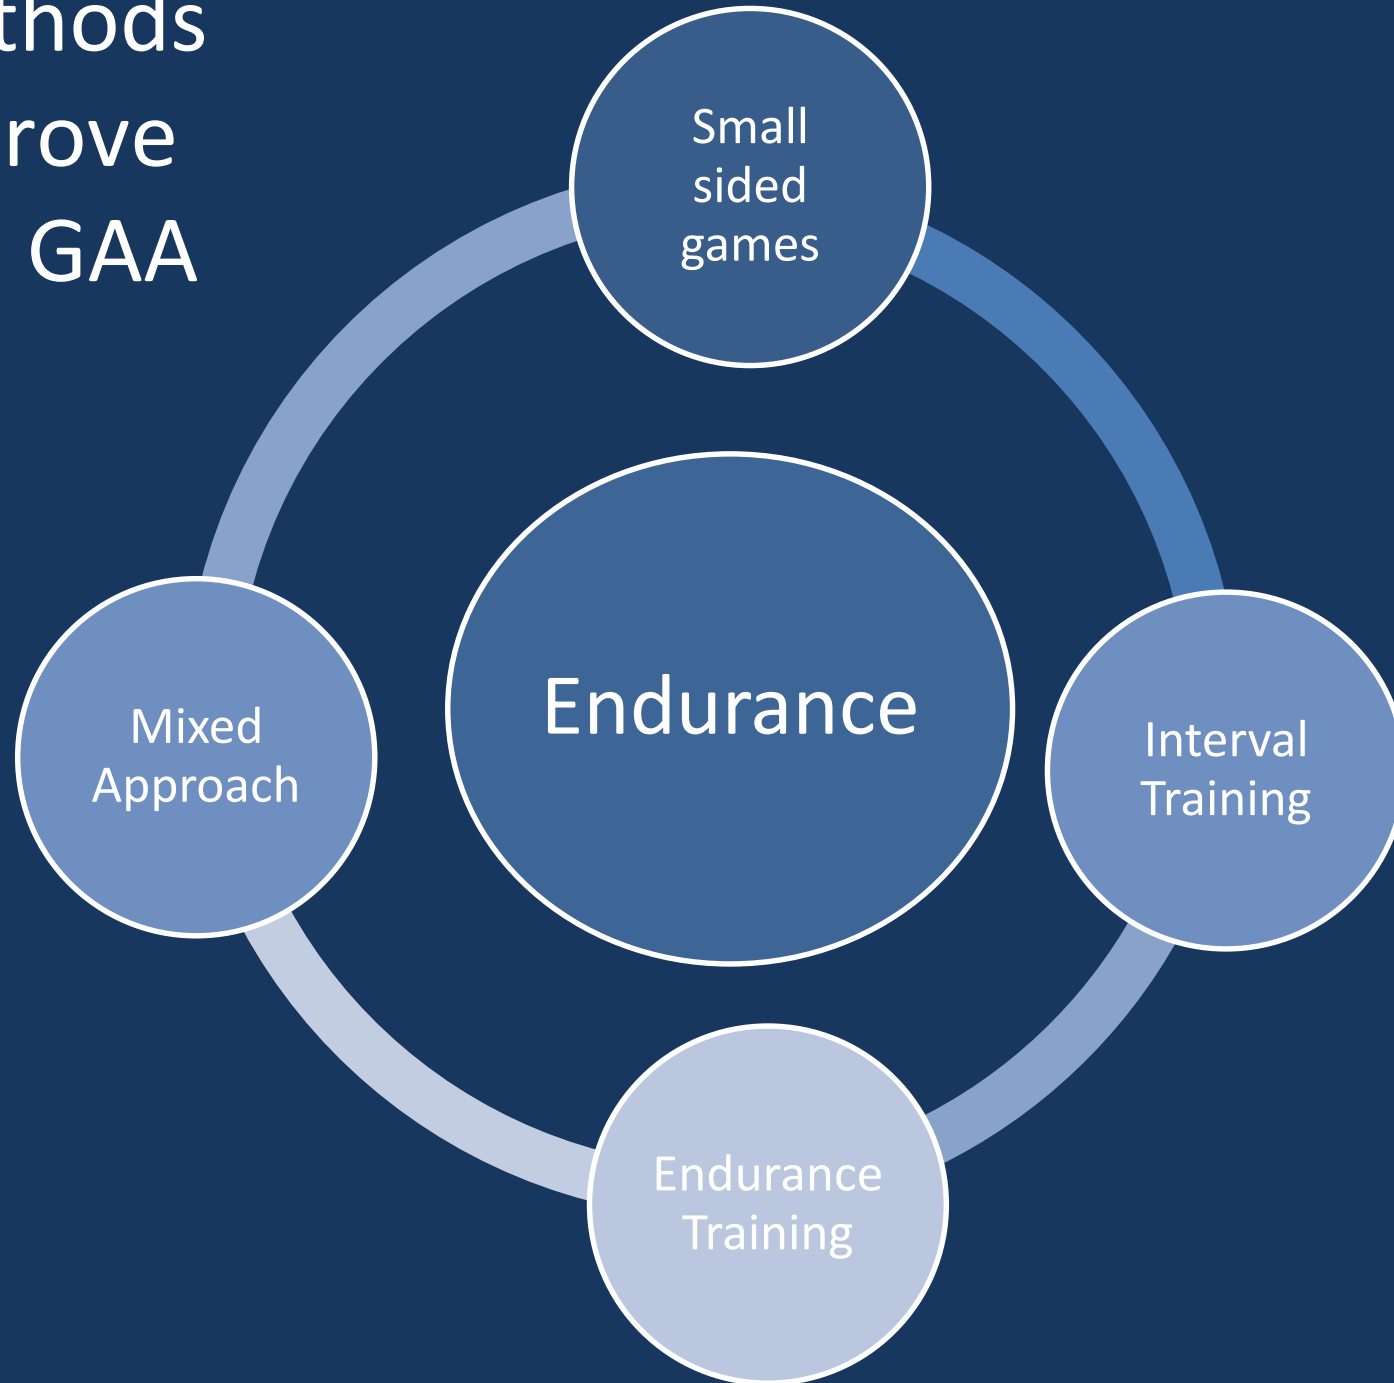 thods
rove
GAA
Small
sided
games
Endurance
Mixed
Approach
Interval
Training
Endurance
Training